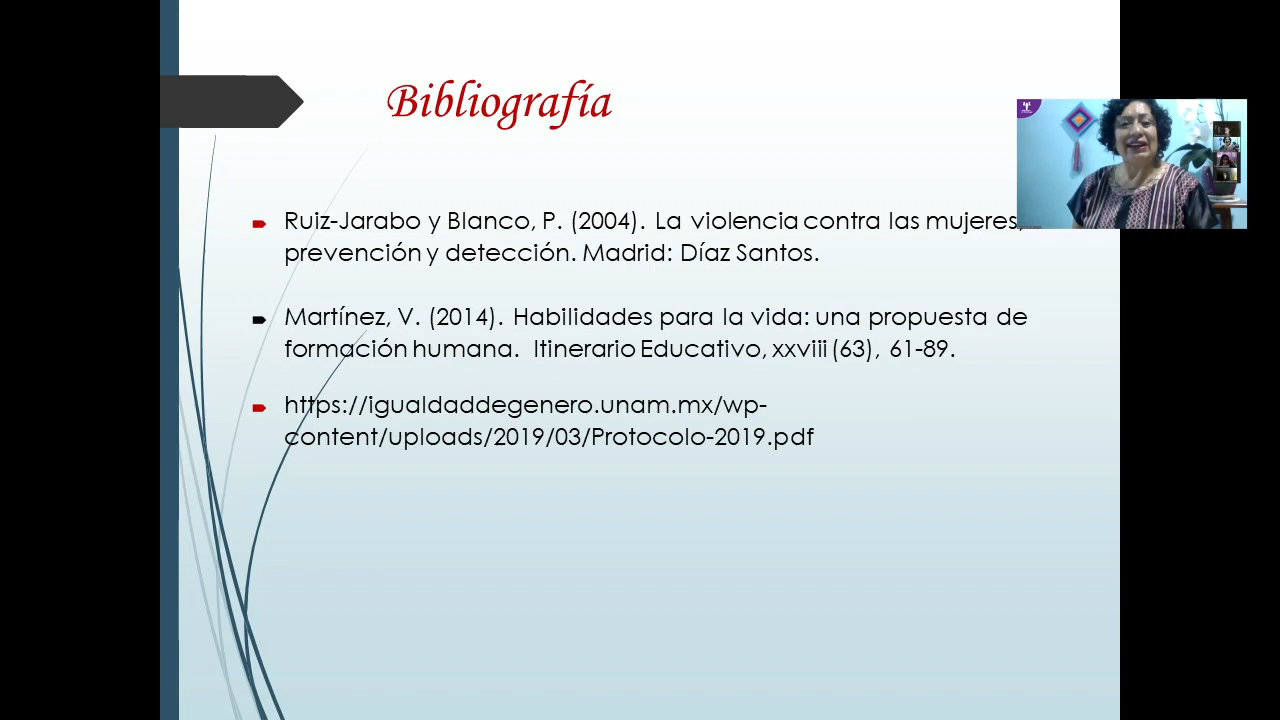 Bibliografía
Ruiz-Jarabo y Blanco, P. (2004). La violencia contra las mujeres,
prevención y detección. Madrid: Díaz Santos.
Martínez, V. (2014). Habilidades para la vida: una propuesta de
formación humana. Itinerario Educativo, xxviii (63), 61-89.
https://igualdaddegenero.unam.mx/wp-
content/uploads/2019/03/Protocolo-2019.pdf